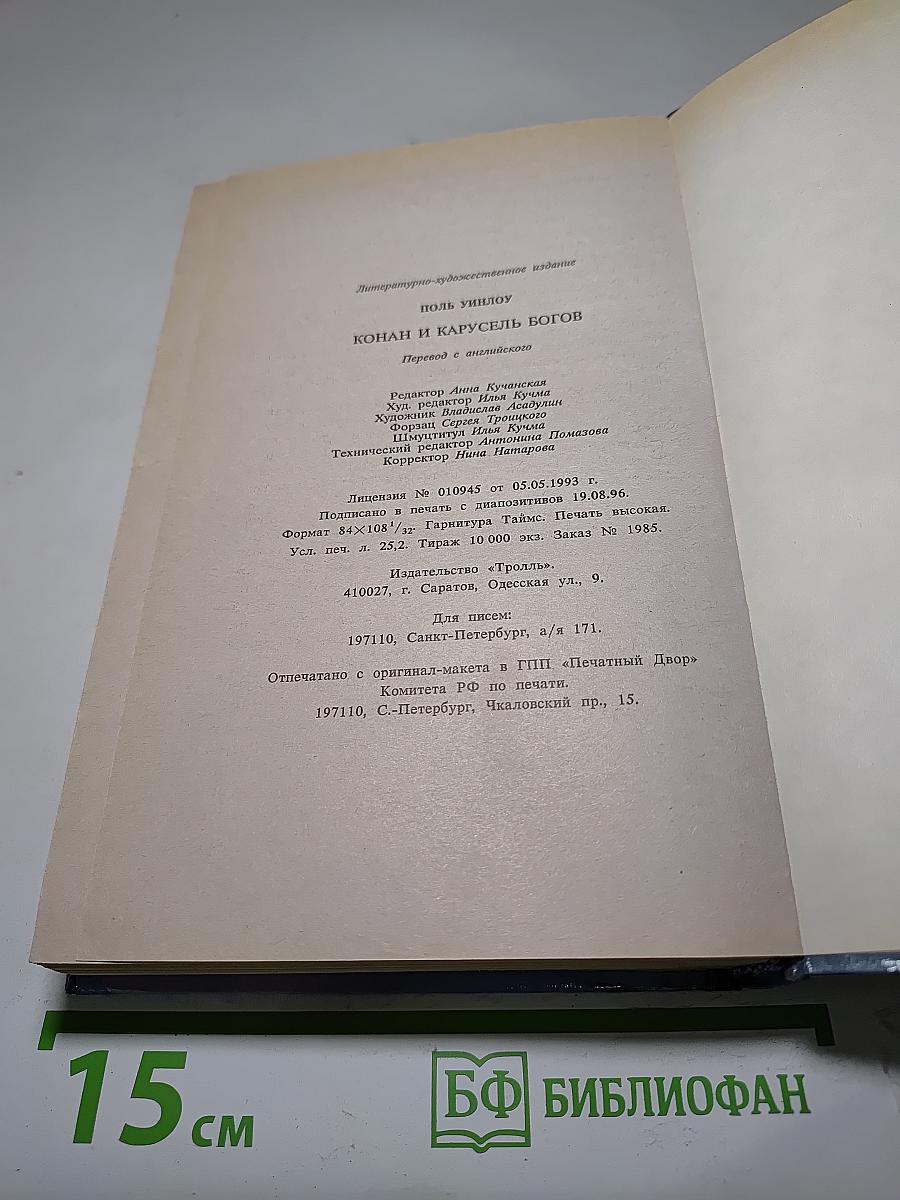 Литературно-художественное издание
ПОЛЬ УИНЛОУ
КОНАН И КАРУСЕЛЬ БОГОВ
Перевод с английского
Редактор Анна Кучанская
Худ. редактор Илья Кучма
Художник Владислав Асадулин
Форзац Сергея Троицкого
Шмуцтитул Илья Кучма
Технический редактор Антонина Помазова
Корректор Нина Натарова
Лицензия № 010945 от 05.05.1993 г.
Подписано в печать с диапозитивов 19.08.96.
Формат 84×108 1/32. Гарнитура Таймс. Печать высокая.
Усл. печ. л. 25,2. Тираж 10 000 экз. Заказ № 1985.
Издательство «Тролль».
410027, г. Саратов, Одесская ул., 9.
Для писем:
197110, Санкт-Петербург, а/я 171.
Отпечатано с оригинал-макета в ГПП «Печатный Двор»
Комитета РФ по печати.
197110, С.-Петербург, Чкаловский пр., 15.
15 см
БФ БИБЛИОФАН